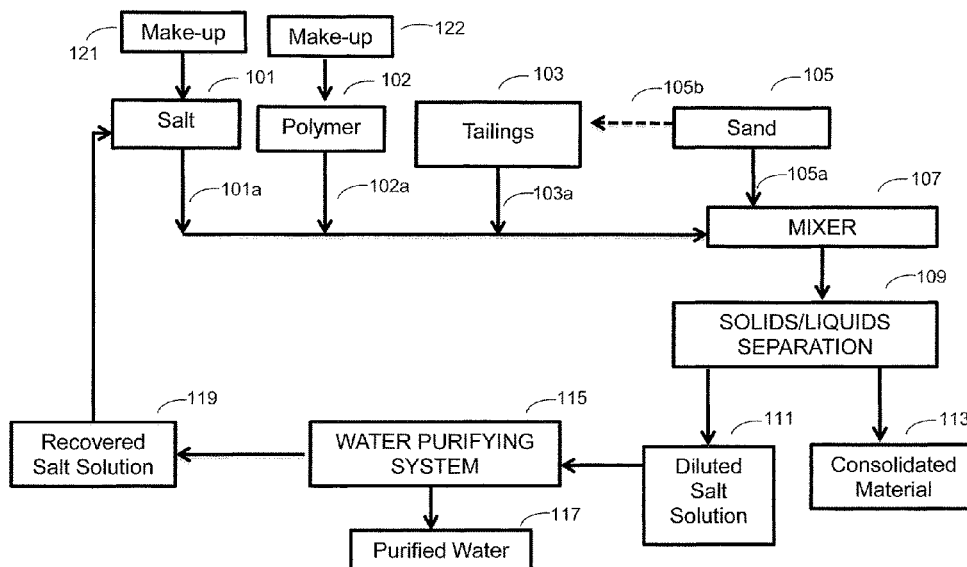 Make-up
121
Make-up
122
101
Salt
102
Polymer
103
Tailings
105b
105
Sand
101a
102a
103a
105a
107
MIXER
109
SOLIDS/LIQUIDS
SEPARATION
119
Recovered
Salt Solution
115
WATER PURIFYING
SYSTEM
111
Diluted
Salt
Solution
113
Consolidated
Material
117
Purified Water